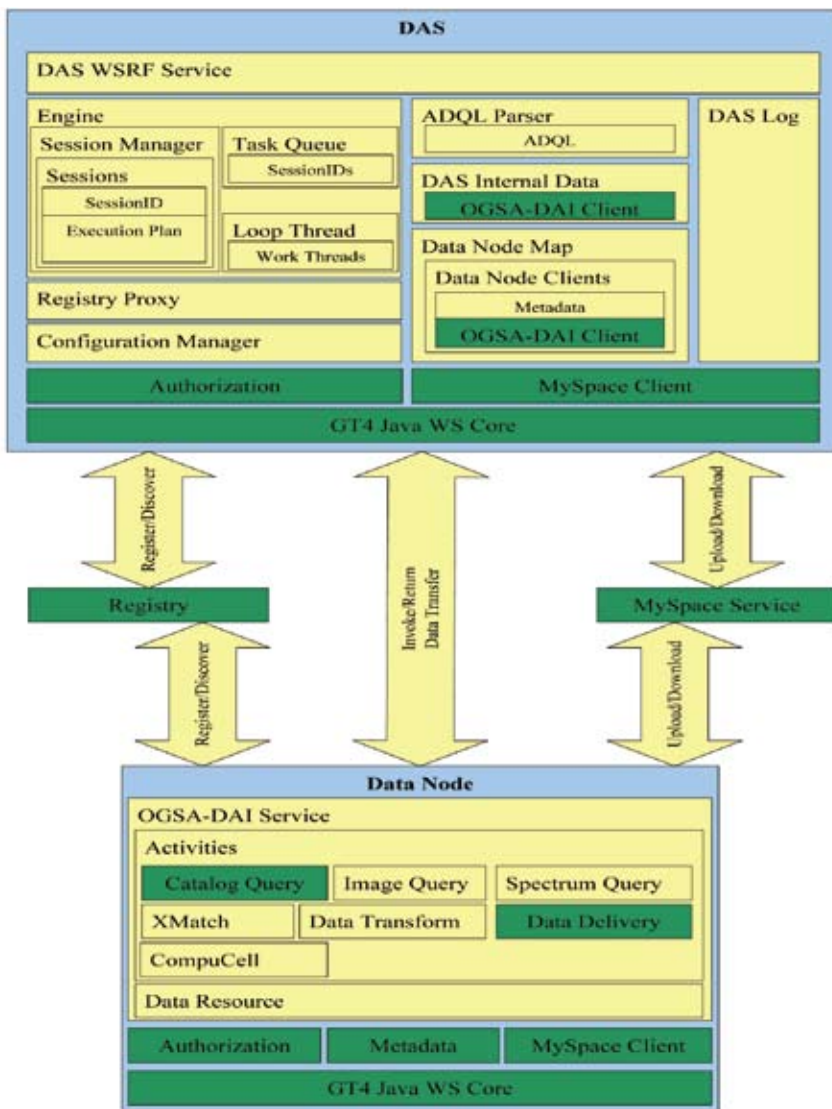 DAS
DAS WSRF Service
Engine
Session Manager
Sessions
SessionID
Execution Plan
Task Queue
SessionIDs
Loop Thread
Work Threads
Registry Proxy
Configuration Manager
ADQL Parser
ADQL
DAS Internal Data
OGSA-DAI Client
Data Node Map
Data Node Clients
Metadata
OGSA-DAI Client
DAS Log
Authorization
MySpace Client
GT4 Java WS Core
Register/Discover
Invoke/Return
Data Transfer
Upload/Download
Registry
MySpace Service
Register/Discover
Upload/Download
Data Node
OGSA-DAI Service
Activities
Catalog Query
Image Query
Spectrum Query
XMatch
Data Transform
Data Delivery
CompuCell
Data Resource
Authorization
Metadata
MySpace Client
GT4 Java WS Core